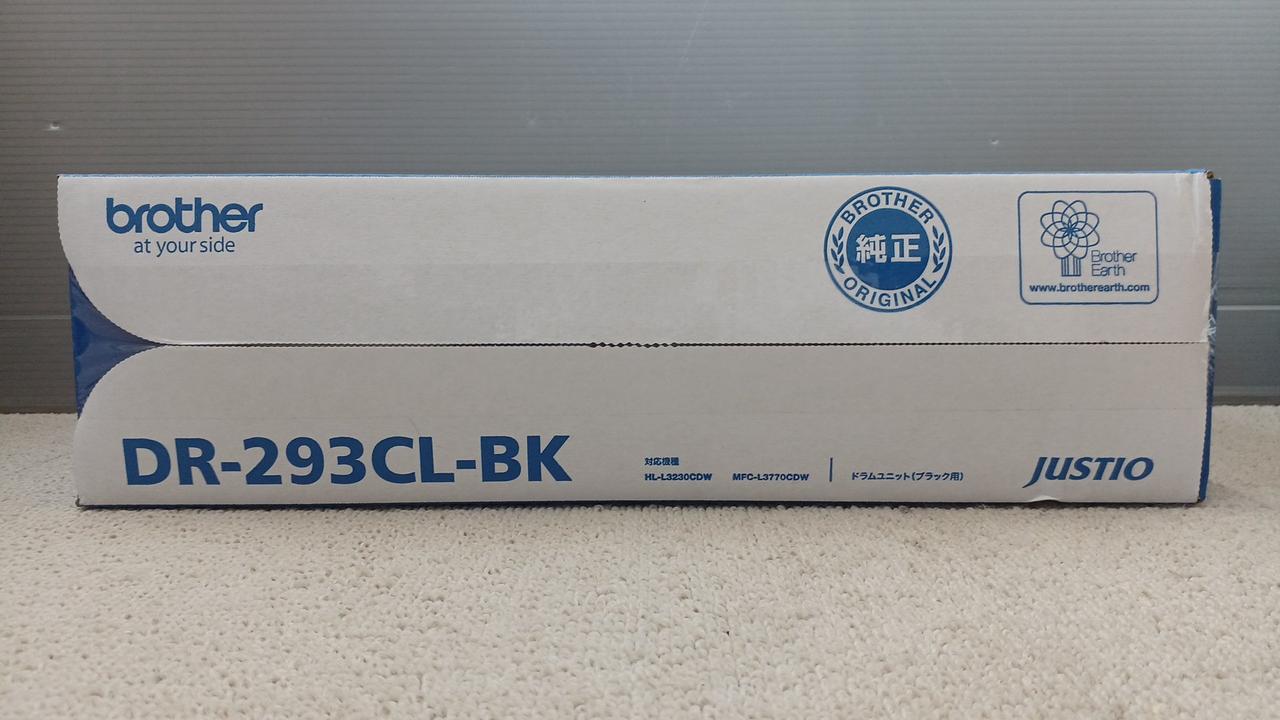 brother
at your side
BROTHER
純正
ORIGINAL
Brother
Earth
www.brotherearth.com
DR-293CL-BK
対応機種
HL-L3230CDW MFC-L3770CDW
ドラムユニット(ブラック用)
JUSTIO